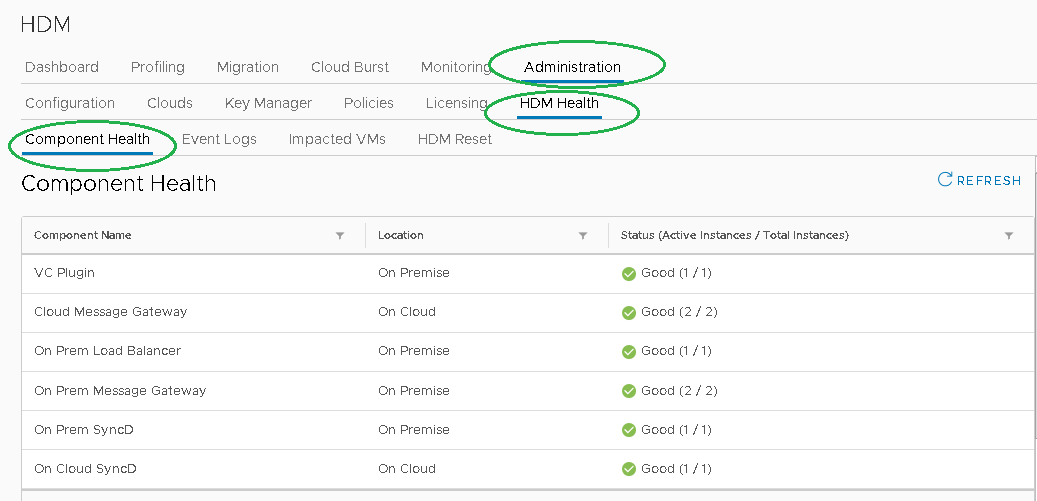 HDM
Dashboard Profiling Migration Cloud Burst Monitoring Administration
Configuration Clouds Key Manager Policies Licensing HDM Health
Component Health Event Logs Impacted VMs HDM Reset
Component Health REFRESH
Component Name Location Status (Active Instances / Total Instances)
VC Plugin On Premise Good (1 / 1)
Cloud Message Gateway On Cloud Good (2 / 2)
On Prem Load Balancer On Premise Good (1 / 1)
On Prem Message Gateway On Premise Good (2 / 2)
On Prem SyncD On Premise Good (1 / 1)
On Cloud SyncD On Cloud Good (1 / 1)